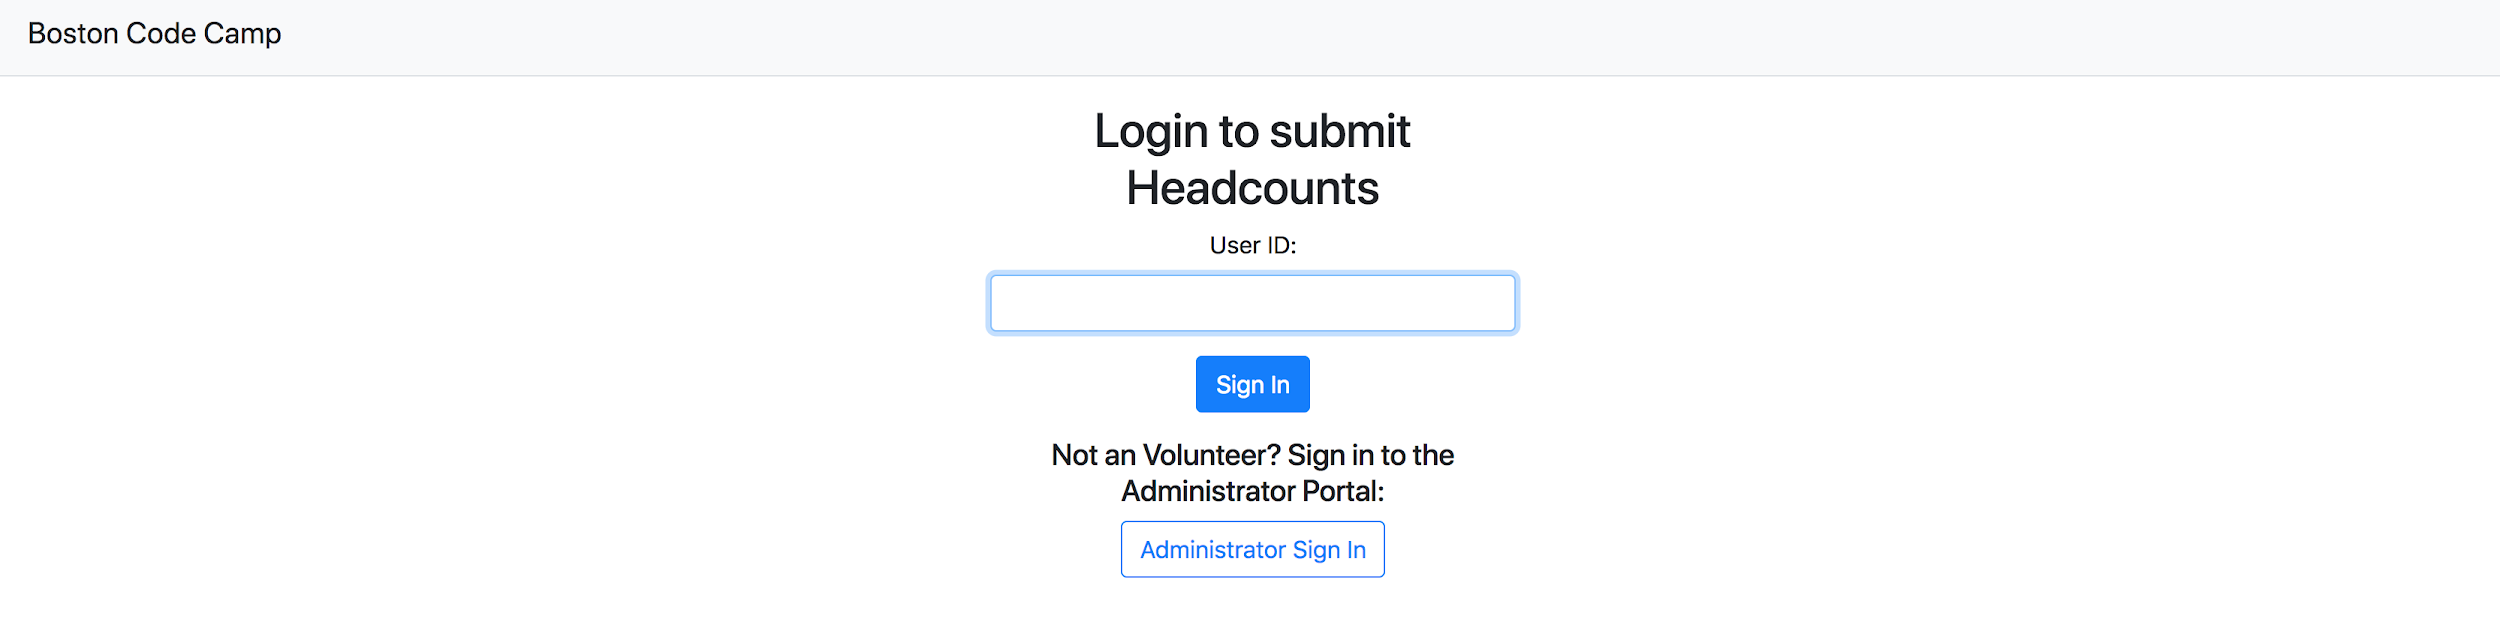 Boston Code Camp
Login to submit
Headcounts
User ID:
Sign In
Not an Volunteer? Sign in to the
Administrator Portal:
Administrator Sign In